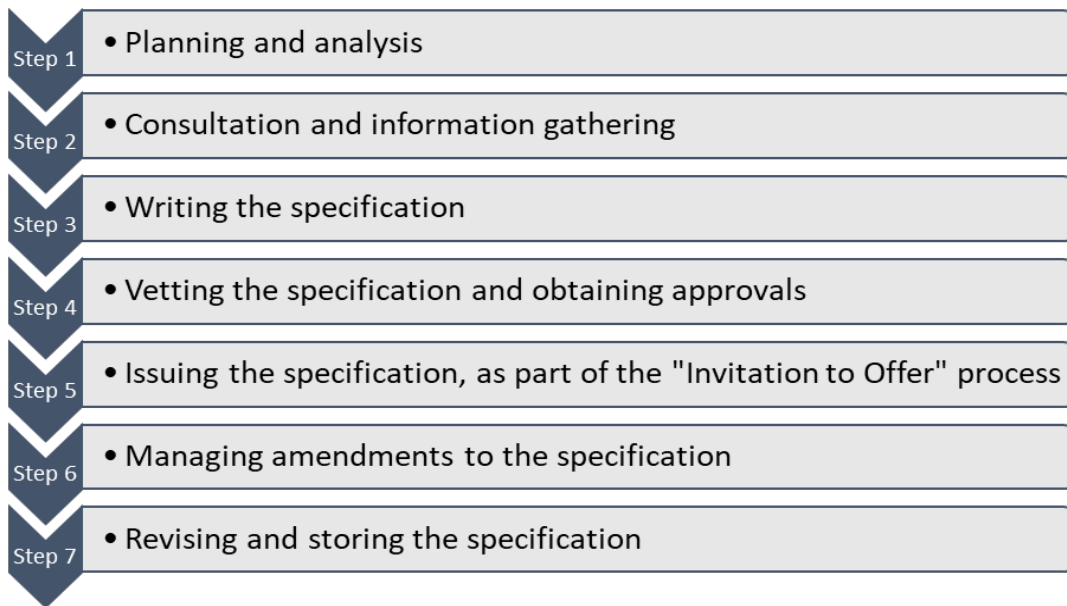 Step 1
• Planning and analysis
Step 2
• Consultation and information gathering
Step 3
• Writing the specification
Step 4
• Vetting the specification and obtaining approvals
Step 5
• Issuing the specification, as part of the "Invitation to Offer" process
Step 6
• Managing amendments to the specification
Step 7
• Revising and storing the specification